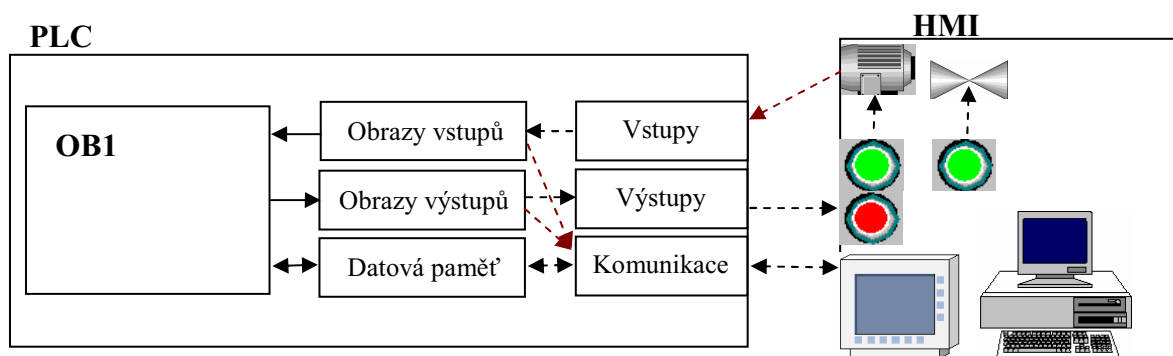 PLC
HMI
OB1
Obrazy vstupů
Vstupy
Obrazy výstupů
Výstupy
Datová paměť
Komunikace